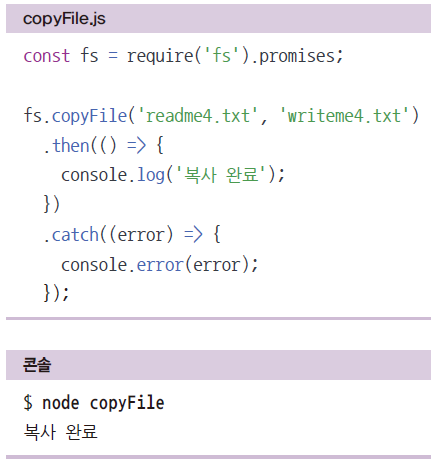 copyFile.js
const fs = require('fs').promises;
fs.copyFile('readme4.txt', 'writeme4.txt')
  .then(() => {
    console.log('복사 완료');
  })
  .catch((error) => {
    console.error(error);
  });
콘솔
$ node copyFile
복사 완료